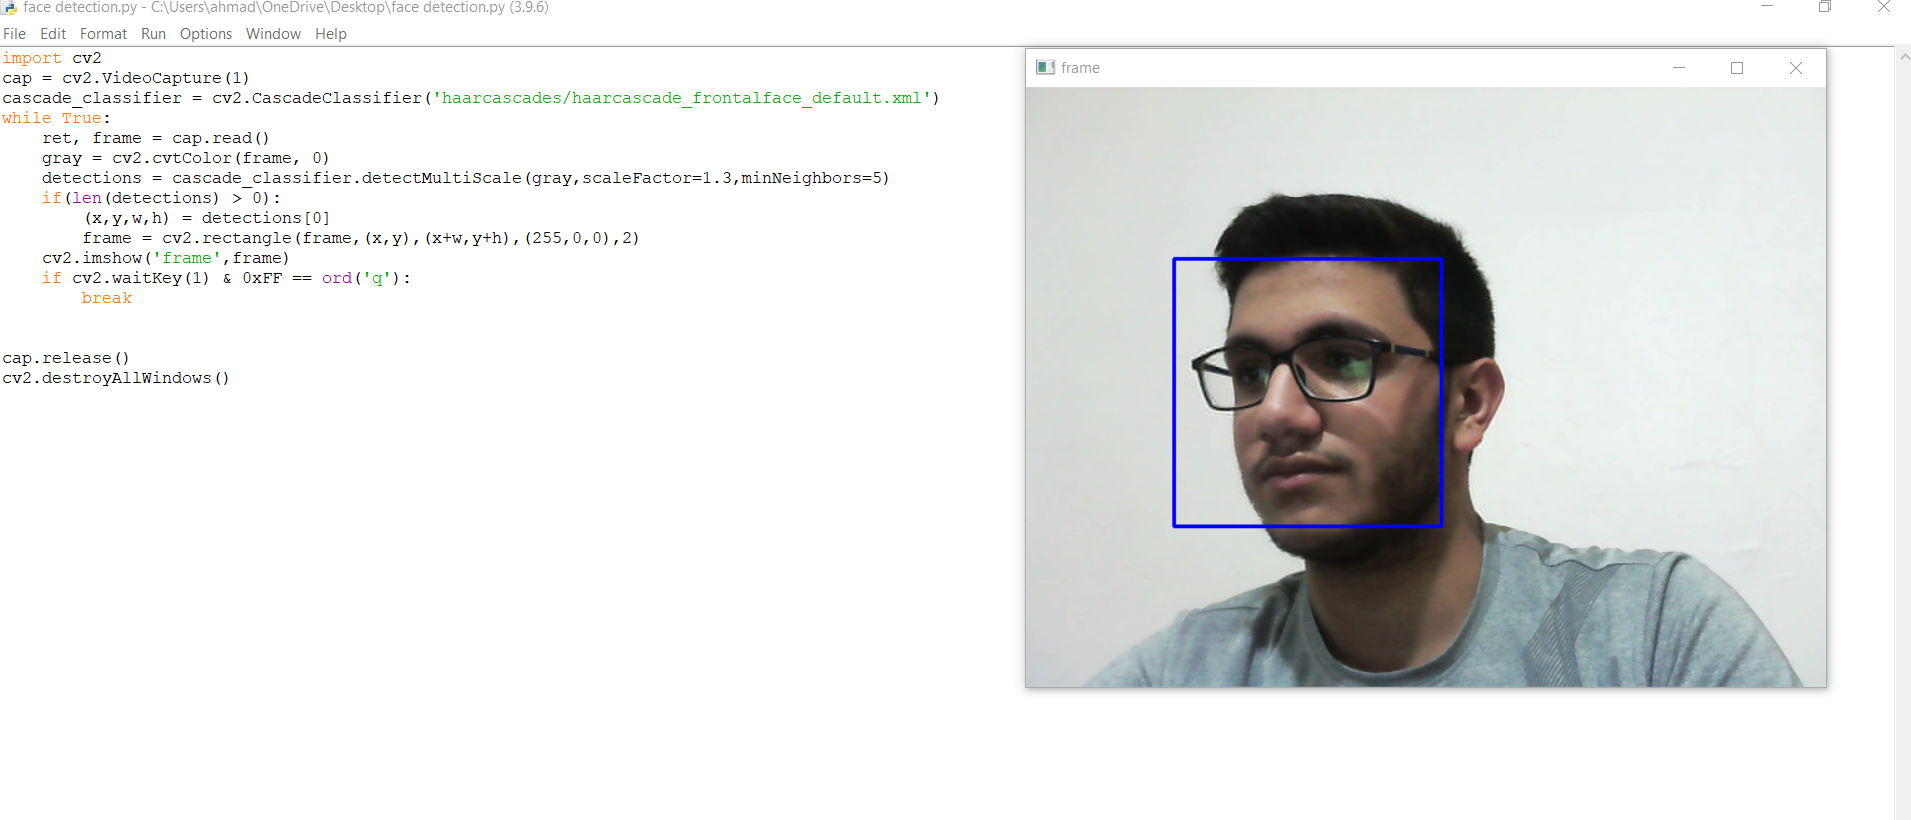 face detection.py - C:\Users\ahmad\OneDrive\Desktop\face detection.py (3.9.6)
File Edit Format Run Options Window Help
import cv2
cap = cv2.VideoCapture(1)
cascade_classifier = cv2.CascadeClassifier('haarcascades/haarcascade_frontalface_default.xml')
while True:
    ret, frame = cap.read()
    gray = cv2.cvtColor(frame, 0)
    detections = cascade_classifier.detectMultiScale(gray,scaleFactor=1.3,minNeighbors=5)
    if(len(detections) > 0):
        (x,y,w,h) = detections[0]
        frame = cv2.rectangle(frame,(x,y),(x+w,y+h),(255,0,0),2)
    cv2.imshow('frame',frame)
    if cv2.waitKey(1) & 0xFF == ord('q'):
        break
cap.release()
cv2.destroyAllWindows()
frame